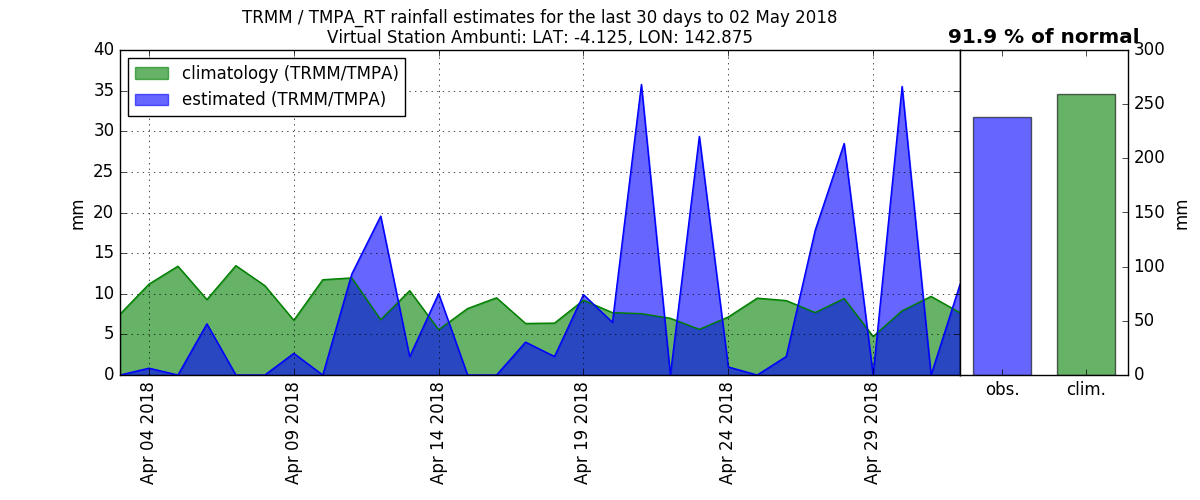 TRMM / TMPA_RT rainfall estimates for the last 30 days to 02 May 2018
Virtual Station Ambunti: LAT: -4.125, LON: 142.875
91.9 % of normal
climatology (TRMM/TMPA)
estimated (TRMM/TMPA)
40
35
30
25
20
15
10
5
0
mm
Apr 04 2018
Apr 09 2018
Apr 14 2018
Apr 19 2018
Apr 24 2018
Apr 29 2018
obs.
clim.
300
250
200
150
100
50
0
mm